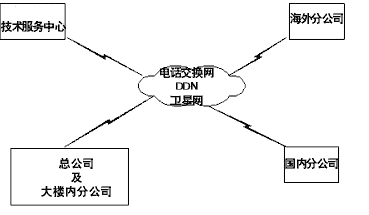 技术服务中心
海外分公司
电话交换网
DDN
卫星网
总公司
及
大楼内分公司
国内分公司